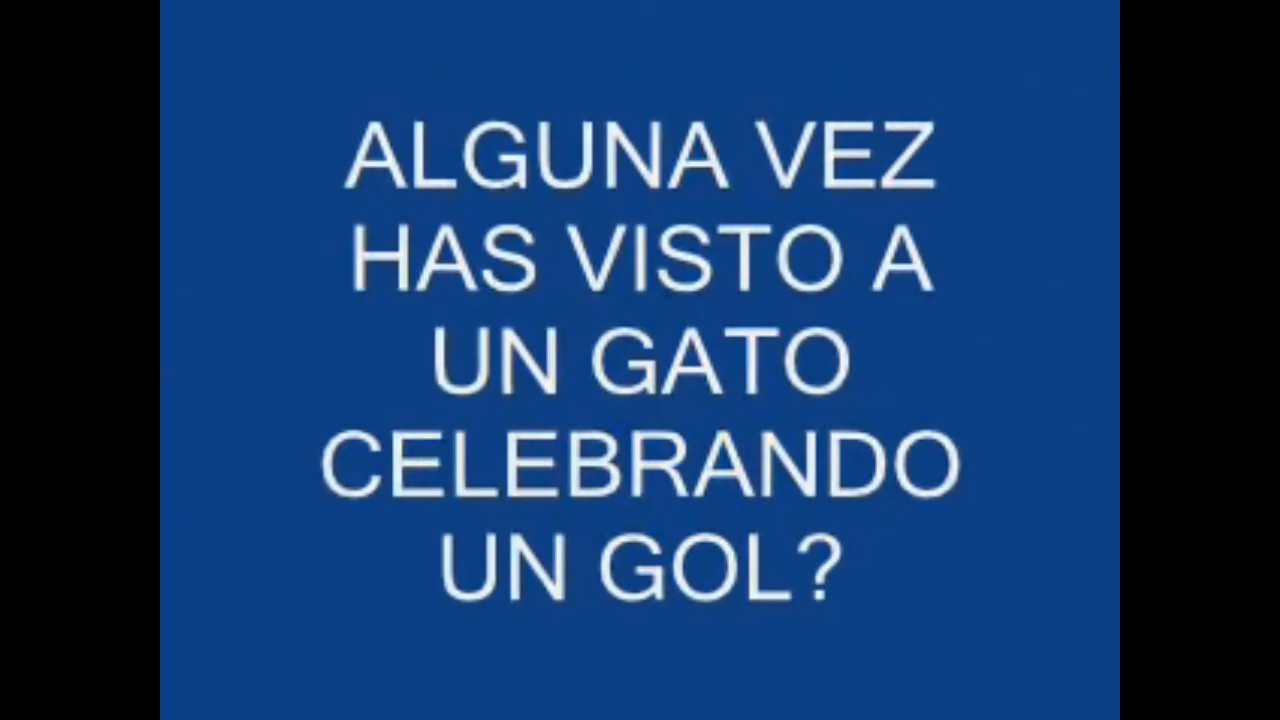 ALGUNA VEZ
HAS VISTO A
UN GATO
CELEBRANDO
UN GOL?